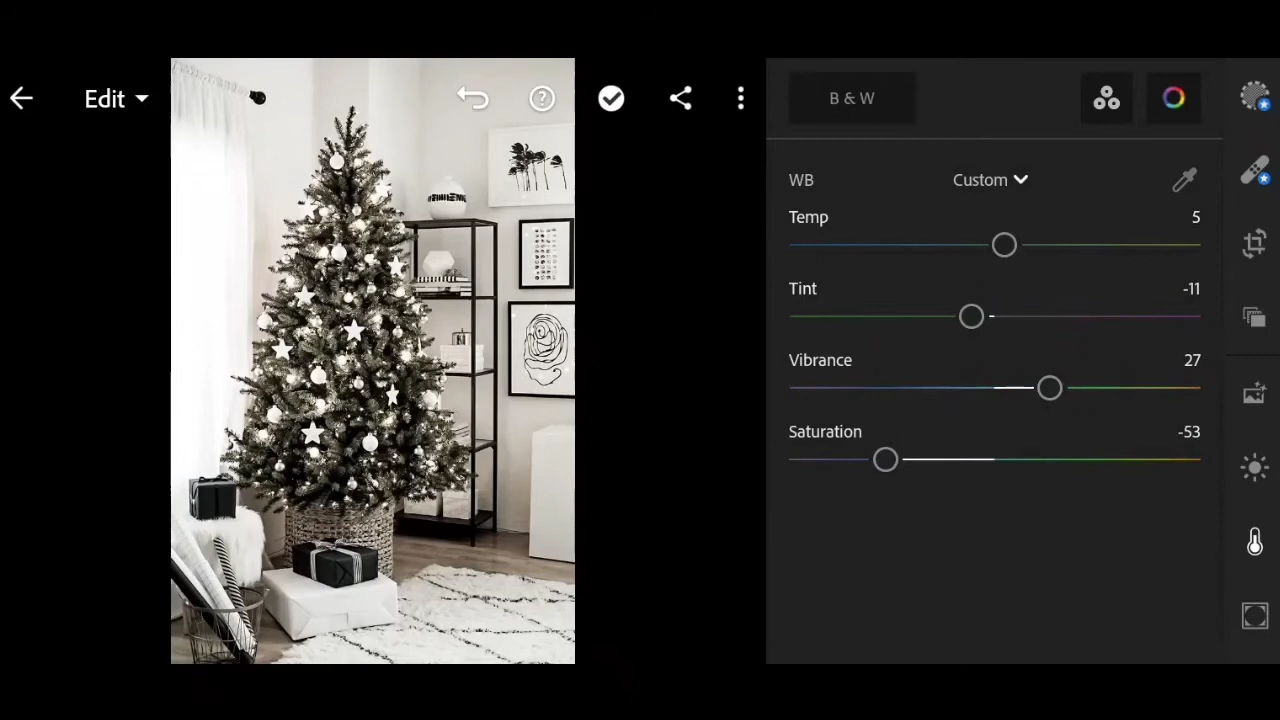 Edit
B & W
WB
Custom
Temp
5
Tint
-11
Vibrance
27
Saturation
-53